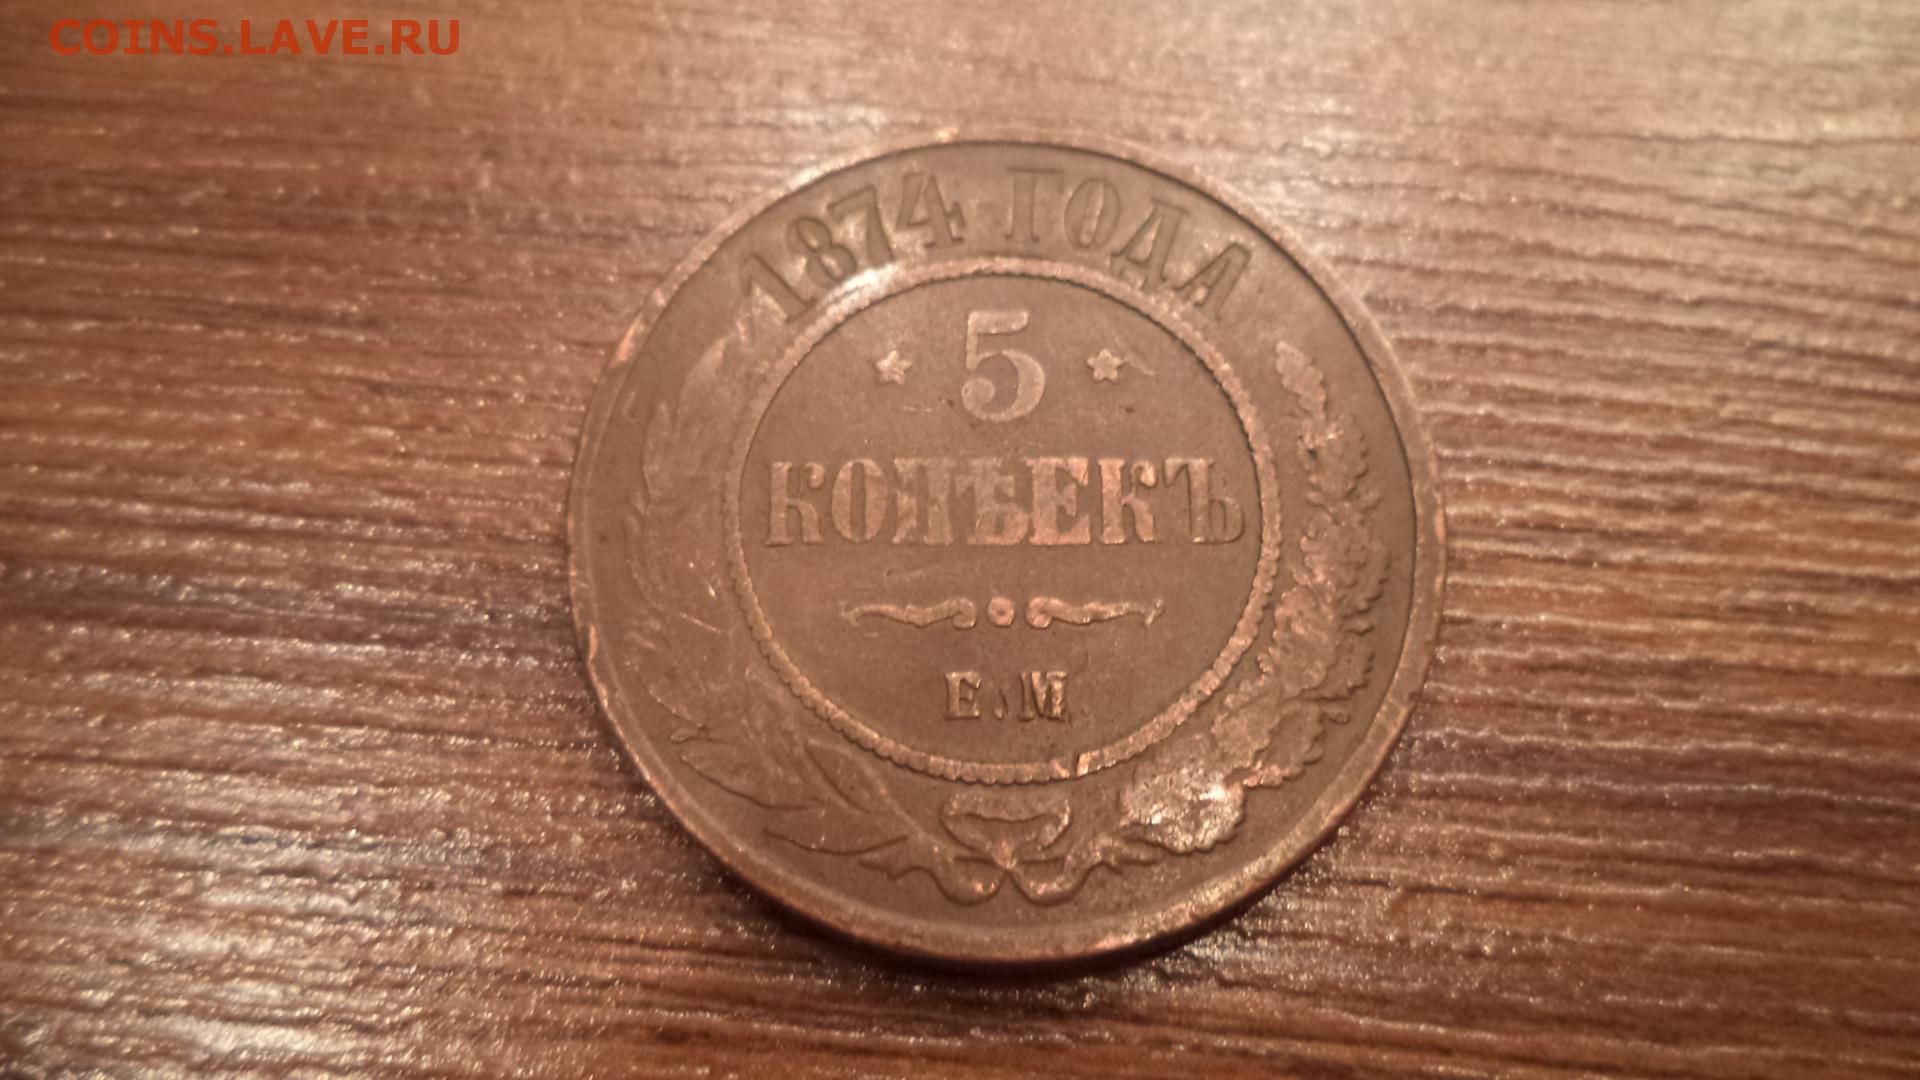 COINS.LAVE.RU
1874 ГОДА
5
КОПѢЕКЪ
Е.М.